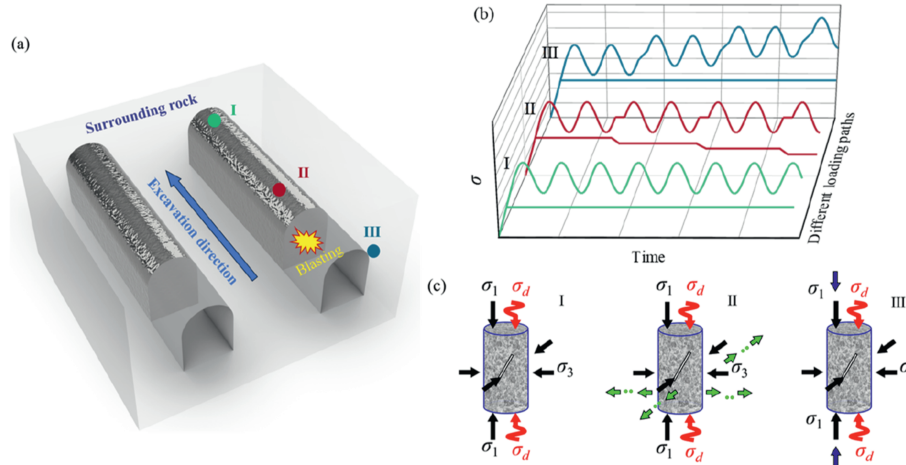 (a)
Surrounding rock
I
II
III
Excavation direction
Blasting
(b)
III
II
I
σ
Time
Different loading paths
(c)
σ1 σd I
σ3
σ1 σd
σ1 σd II
σ3
σ1 σd
σ1 σd III
σ
σ1 σd